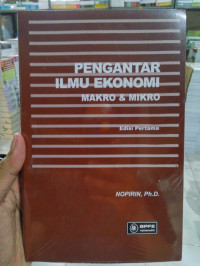 PENGANTAR
ILMU EKONOMI
MAKRO & MIKRO
Edisi Pertama
NOPIRIN, Ph.D.
BPFE